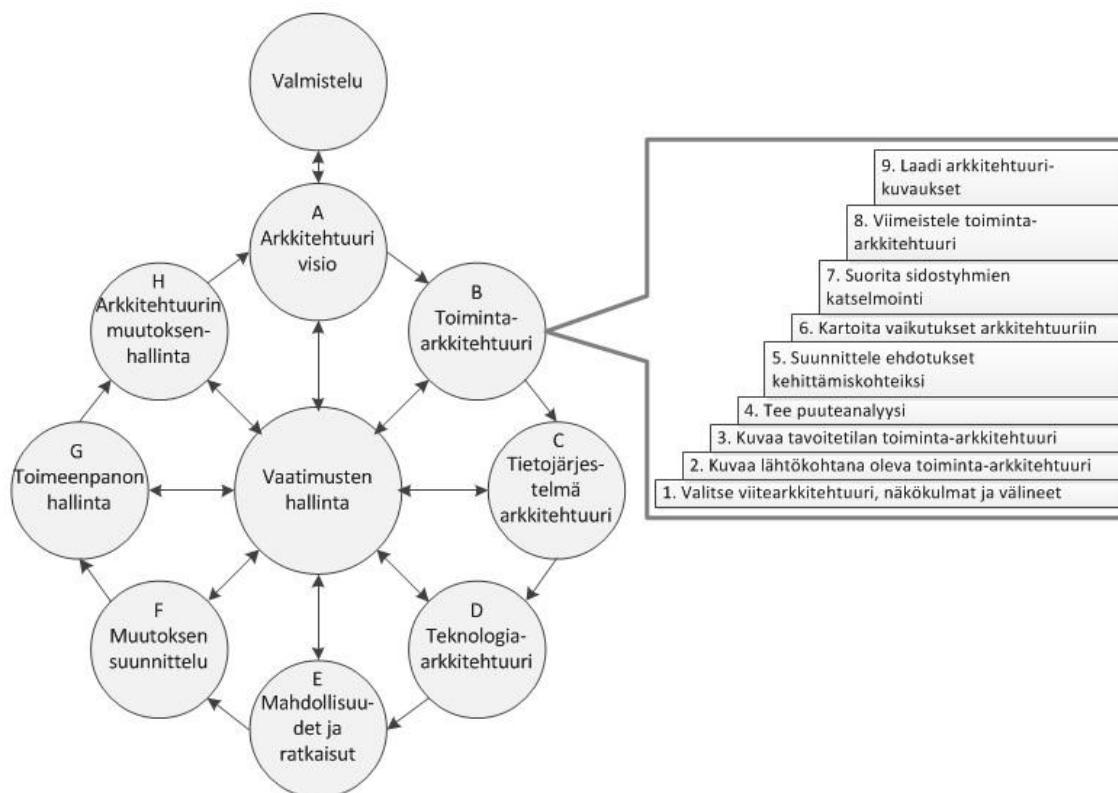 Valmistelu
A
Arkkitehtuuri
visio
B
Toiminta-
arkkitehtuuri
C
Tietojärjes-
telmä
arkkitehtuuri
D
Teknologia-
arkkitehtuuri
E
Mahdollisuu-
det ja
ratkaisut
F
Muutoksen
suunnittelu
G
Toimeenpanon
hallinta
H
Arkkitehtuurin
muutoksen-
hallinta
Vaatimusten
hallinta
9. Laadi arkkitehtuuri-
kuvaukset
8. Viimeistele toiminta-
arkkitehtuuri
7. Suorita sidostyhmien
katselmointi
6. Kartoita vaikutukset arkkitehtuuriin
5. Suunnittele ehdotukset
kehittämiskohteiksi
4. Tee puuteanalyysi
3. Kuvaa tavoitetilan toiminta-arkkitehtuuri
2. Kuvaa lähtökohtana oleva toiminta-arkkitehtuuri
1. Valitse viitearkkitehtuuri, näkökulmat ja välineet